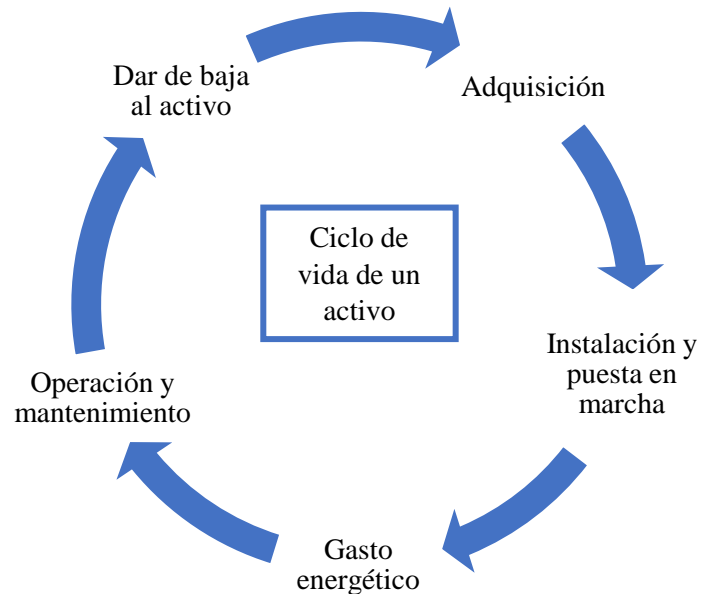 Dar de baja
al activo
Adquisición
Ciclo de
vida de un
activo
Instalación y
puesta en
marcha
Operación y
mantenimiento
Gasto
energético